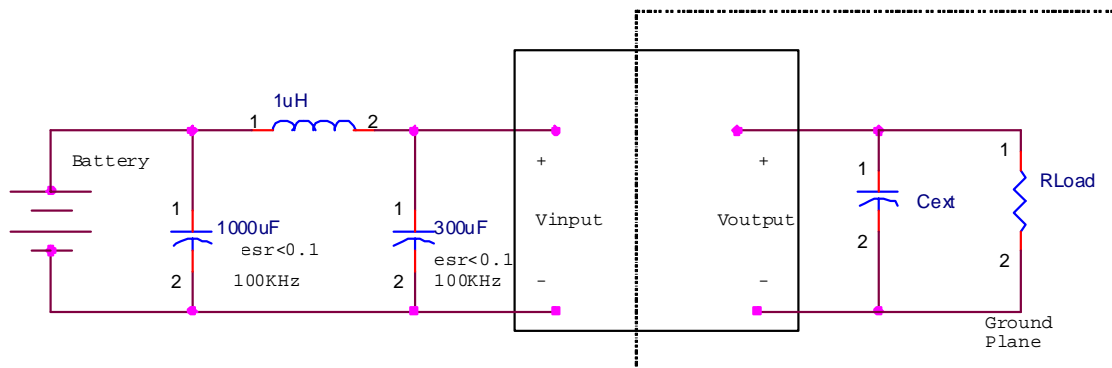 1uH
1 2
Battery
+
+
1
RLoad
1
1
1
1000uF
300uF
Vinput
Voutput
Cext
esr<0.1
esr<0.1
2
100KHz
2
100KHz
-
-
2
2
Ground
Plane